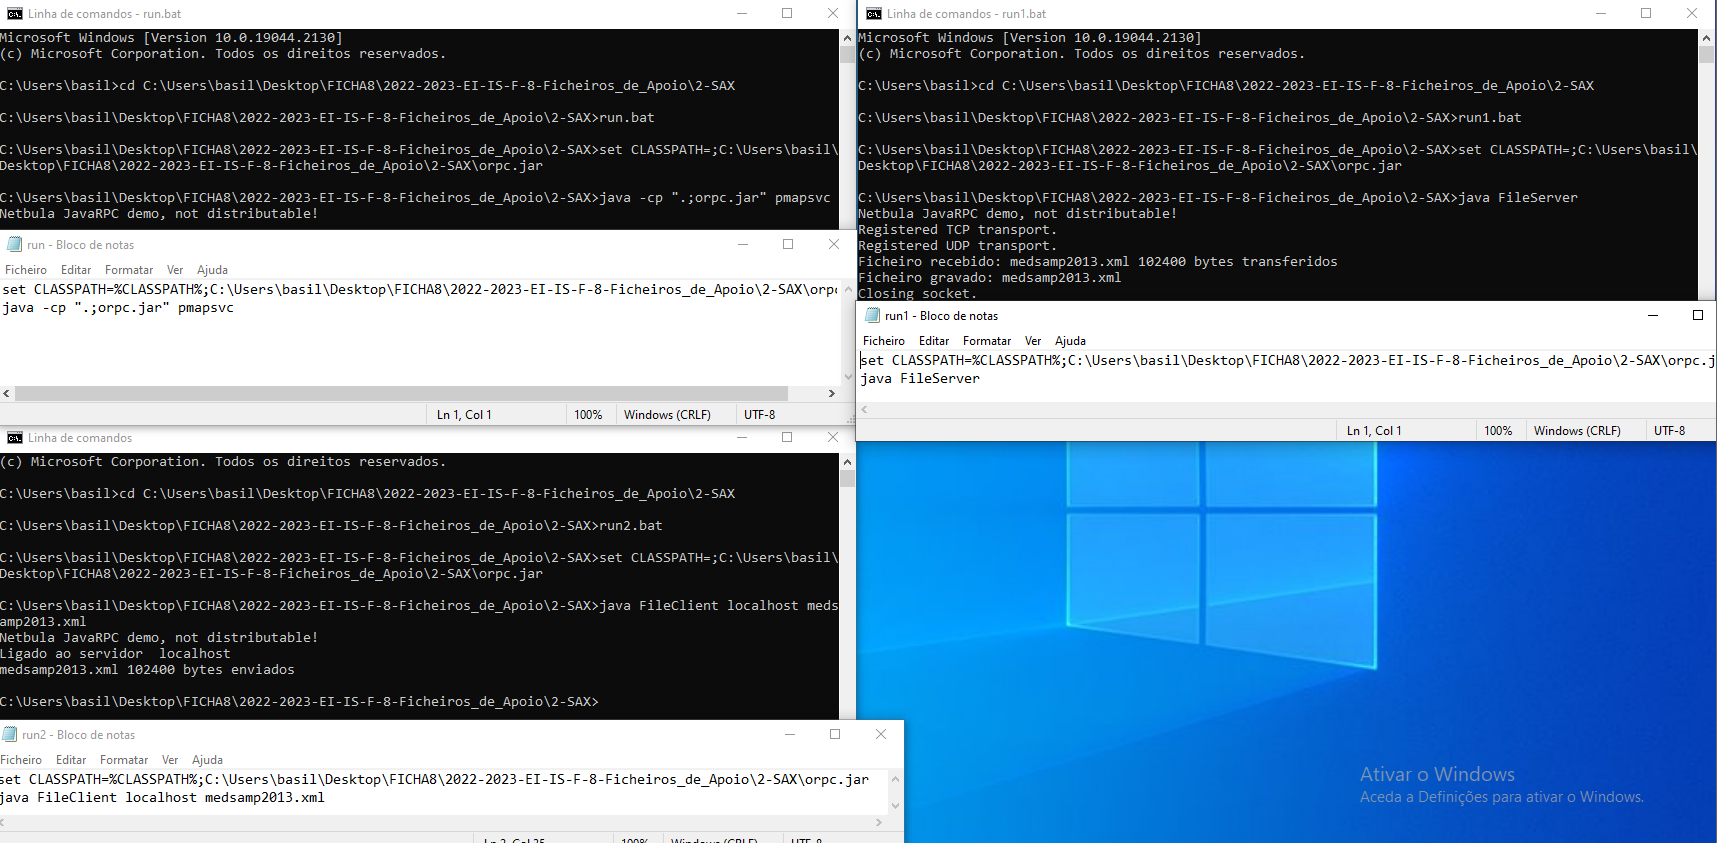 Linha de comandos - run.bat
Microsoft Windows [Version 10.0.19044.2130]
(c) Microsoft Corporation. Todos os direitos reservados.
C:\Users\basil>cd C:\Users\basil\Desktop\FICHA8\2022-2023-EI-IS-F-8-Ficheiros_de_Apoio\2-SAX
C:\Users\basil\Desktop\FICHA8\2022-2023-EI-IS-F-8-Ficheiros_de_Apoio\2-SAX>run.bat
C:\Users\basil\Desktop\FICHA8\2022-2023-EI-IS-F-8-Ficheiros_de_Apoio\2-SAX>set CLASSPATH=;C:\Users\basil\
Desktop\FICHA8\2022-2023-EI-IS-F-8-Ficheiros_de_Apoio\2-SAX\orpc.jar
C:\Users\basil\Desktop\FICHA8\2022-2023-EI-IS-F-8-Ficheiros_de_Apoio\2-SAX>java -cp ".;orpc.jar" pmapsvc
Netbula JavaRPC demo, not distributable!
run - Bloco de notas
Ficheiro Editar Formatar Ver Ajuda
set CLASSPATH=%CLASSPATH%;C:\Users\basil\Desktop\FICHA8\2022-2023-EI-IS-F-8-Ficheiros_de_Apoio\2-SAX\orpc
java -cp ".;orpc.jar" pmapsvc
Ln 1, Col 1 100% Windows (CRLF) UTF-8
Linha de comandos
(c) Microsoft Corporation. Todos os direitos reservados.
C:\Users\basil>cd C:\Users\basil\Desktop\FICHA8\2022-2023-EI-IS-F-8-Ficheiros_de_Apoio\2-SAX
C:\Users\basil\Desktop\FICHA8\2022-2023-EI-IS-F-8-Ficheiros_de_Apoio\2-SAX>run2.bat
C:\Users\basil\Desktop\FICHA8\2022-2023-EI-IS-F-8-Ficheiros_de_Apoio\2-SAX>set CLASSPATH=;C:\Users\basil\
Desktop\FICHA8\2022-2023-EI-IS-F-8-Ficheiros_de_Apoio\2-SAX\orpc.jar
C:\Users\basil\Desktop\FICHA8\2022-2023-EI-IS-F-8-Ficheiros_de_Apoio\2-SAX>java FileClient localhost meds
amp2013.xml
Netbula JavaRPC demo, not distributable!
Ligado ao servidor  localhost
medsamp2013.xml 102400 bytes enviados
C:\Users\basil\Desktop\FICHA8\2022-2023-EI-IS-F-8-Ficheiros_de_Apoio\2-SAX>
run2 - Bloco de notas
Ficheiro Editar Formatar Ver Ajuda
set CLASSPATH=%CLASSPATH%;C:\Users\basil\Desktop\FICHA8\2022-2023-EI-IS-F-8-Ficheiros_de_Apoio\2-SAX\orpc.jar
java FileClient localhost medsamp2013.xml
100% Windows (CRLF) UTF-8
Linha de comandos - run1.bat
Microsoft Windows [Version 10.0.19044.2130]
(c) Microsoft Corporation. Todos os direitos reservados.
C:\Users\basil>cd C:\Users\basil\Desktop\FICHA8\2022-2023-EI-IS-F-8-Ficheiros_de_Apoio\2-SAX
C:\Users\basil\Desktop\FICHA8\2022-2023-EI-IS-F-8-Ficheiros_de_Apoio\2-SAX>run1.bat
C:\Users\basil\Desktop\FICHA8\2022-2023-EI-IS-F-8-Ficheiros_de_Apoio\2-SAX>set CLASSPATH=;C:\Users\basil\
Desktop\FICHA8\2022-2023-EI-IS-F-8-Ficheiros_de_Apoio\2-SAX\orpc.jar
C:\Users\basil\Desktop\FICHA8\2022-2023-EI-IS-F-8-Ficheiros_de_Apoio\2-SAX>java FileServer
Netbula JavaRPC demo, not distributable!
Registered TCP transport.
Registered UDP transport.
Ficheiro recebido: medsamp2013.xml 102400 bytes transferidos
Ficheiro gravado: medsamp2013.xml
Closing socket.
run1 - Bloco de notas
Ficheiro Editar Formatar Ver Ajuda
set CLASSPATH=%CLASSPATH%;C:\Users\basil\Desktop\FICHA8\2022-2023-EI-IS-F-8-Ficheiros_de_Apoio\2-SAX\orpc.j
java FileServer
Ln 1, Col 1 100% Windows (CRLF) UTF-8
Ativar o Windows
Aceda a Definições para ativar o Windows.